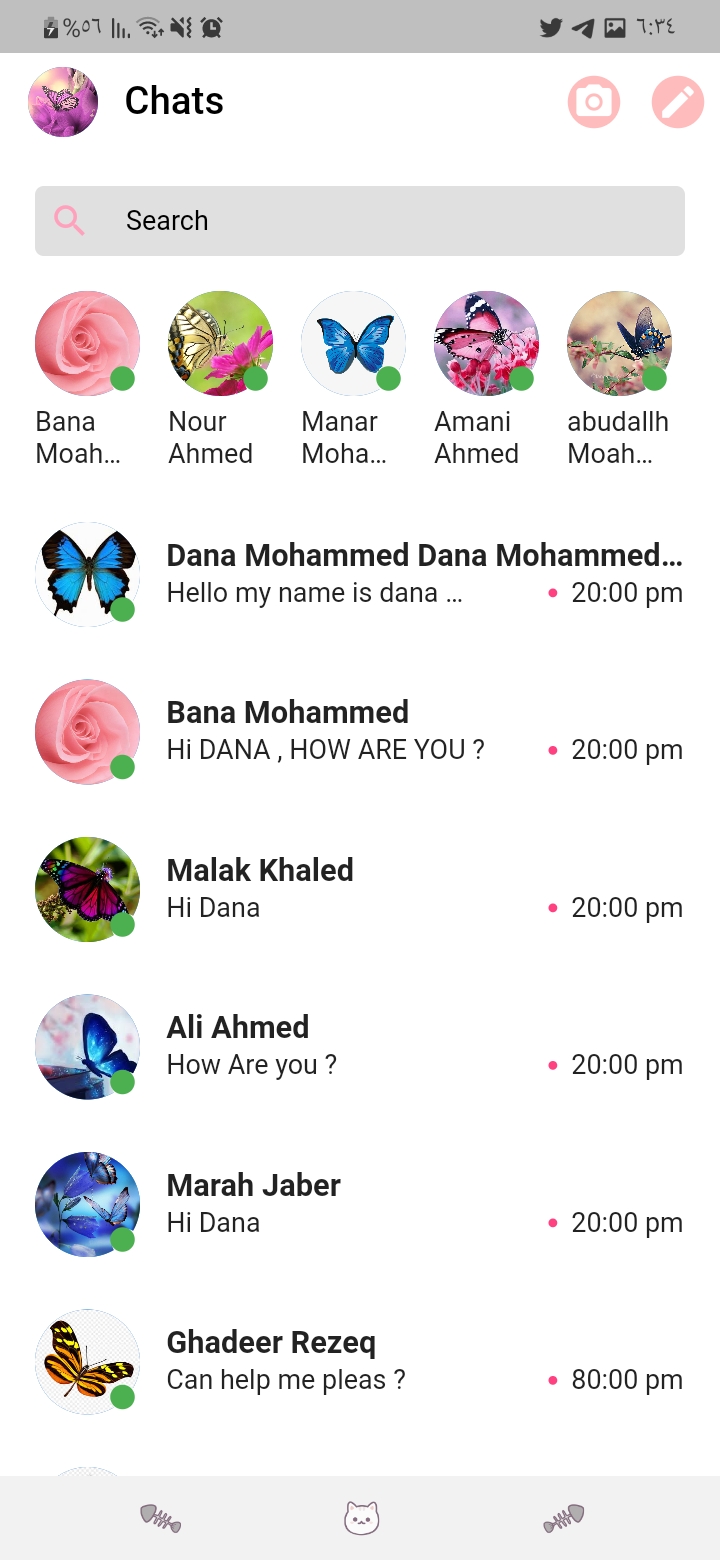 %٥٦
٦:٣٤
Chats
Search
Bana Moah…
Nour Ahmed
Manar Moha…
Amani Ahmed
abudallh Moah…
Dana Mohammed Dana Mohammed…
Hello my name is dana … • 20:00 pm
Bana Mohammed
Hi DANA , HOW ARE YOU ? • 20:00 pm
Malak Khaled
Hi Dana • 20:00 pm
Ali Ahmed
How Are you ? • 20:00 pm
Marah Jaber
Hi Dana • 20:00 pm
Ghadeer Rezeq
Can help me pleas ? • 80:00 pm